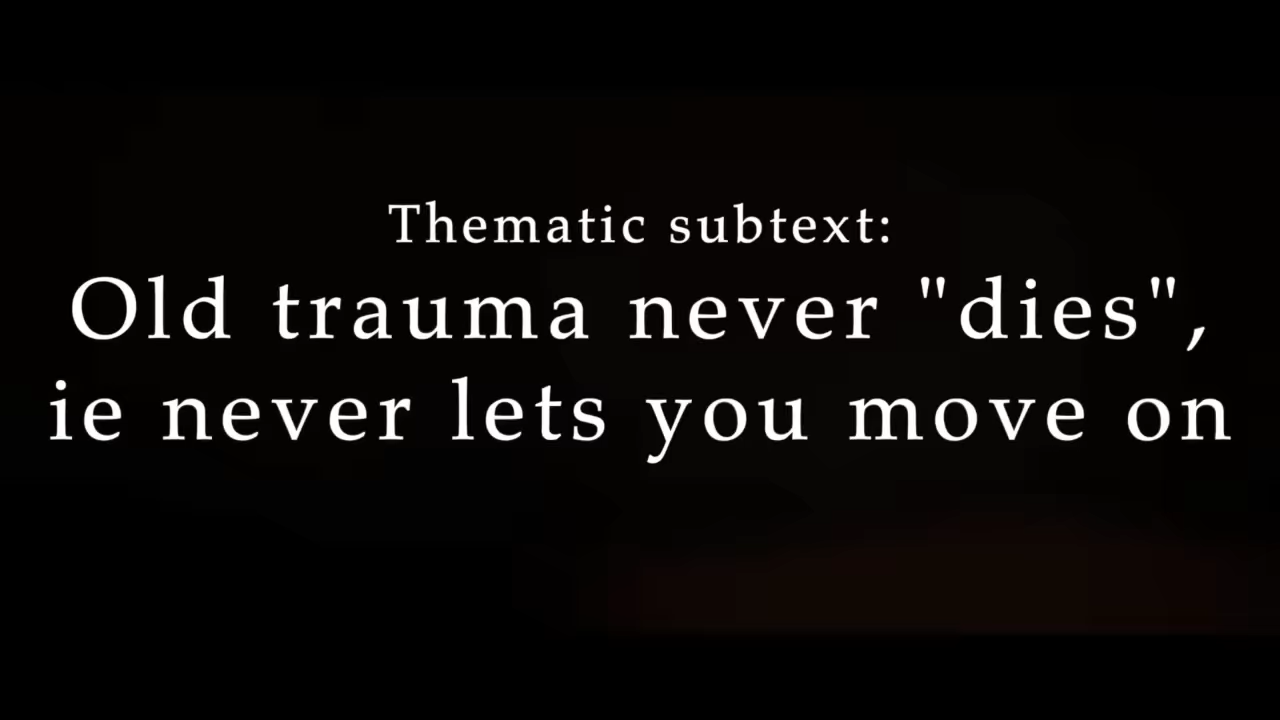 Thematic subtext:
Old trauma never "dies",
ie never lets you move on